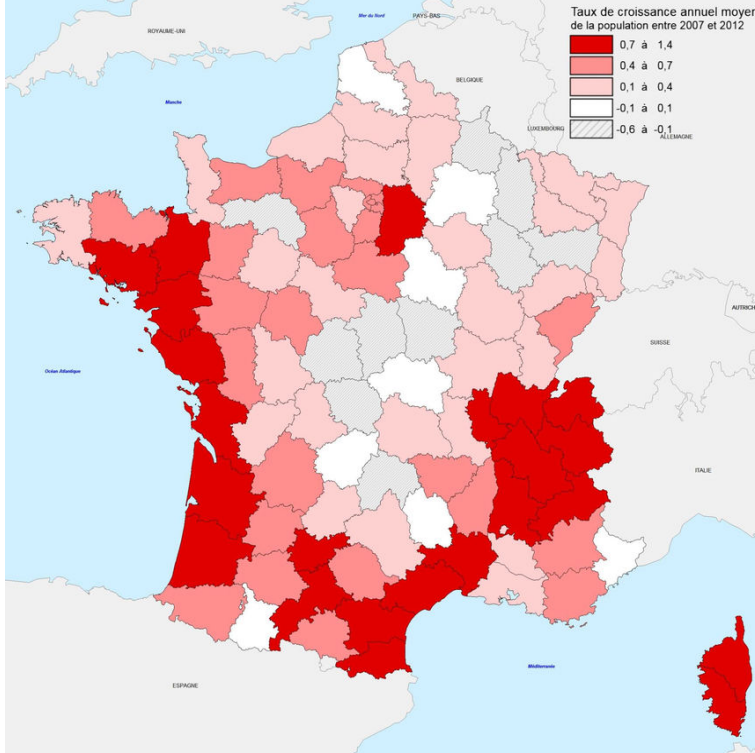 Taux de croissance annuel moyen
de la population entre 2007 et 2012
0,7 à 1,4
0,4 à 0,7
0,1 à 0,4
-0,1 à 0,1
-0,6 à -0,1
Mer du Nord
PAYS-BAS
ROYAUME-UNI
BELGIQUE
Manche
LUXEMBOURG
ALLEMAGNE
AUTRICH
SUISSE
Océan Atlantique
ITALIE
Méditerranée
ESPAGNE